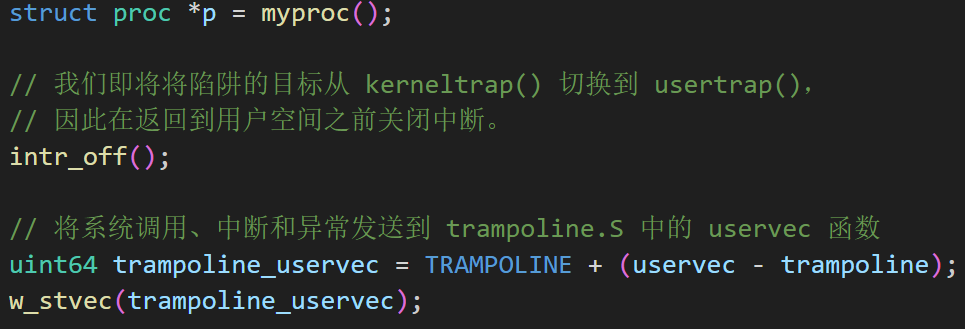 struct proc *p = myproc();
// 我们即将将陷阱的目标从 kerneltrap() 切换到 usertrap()，
// 因此在返回到用户空间之前关闭中断。
intr_off();
// 将系统调用、中断和异常发送到 trampoline.S 中的 uservec 函数
uint64 trampoline_uservec = TRAMPOLINE + (uservec - trampoline);
w_stvec(trampoline_uservec);